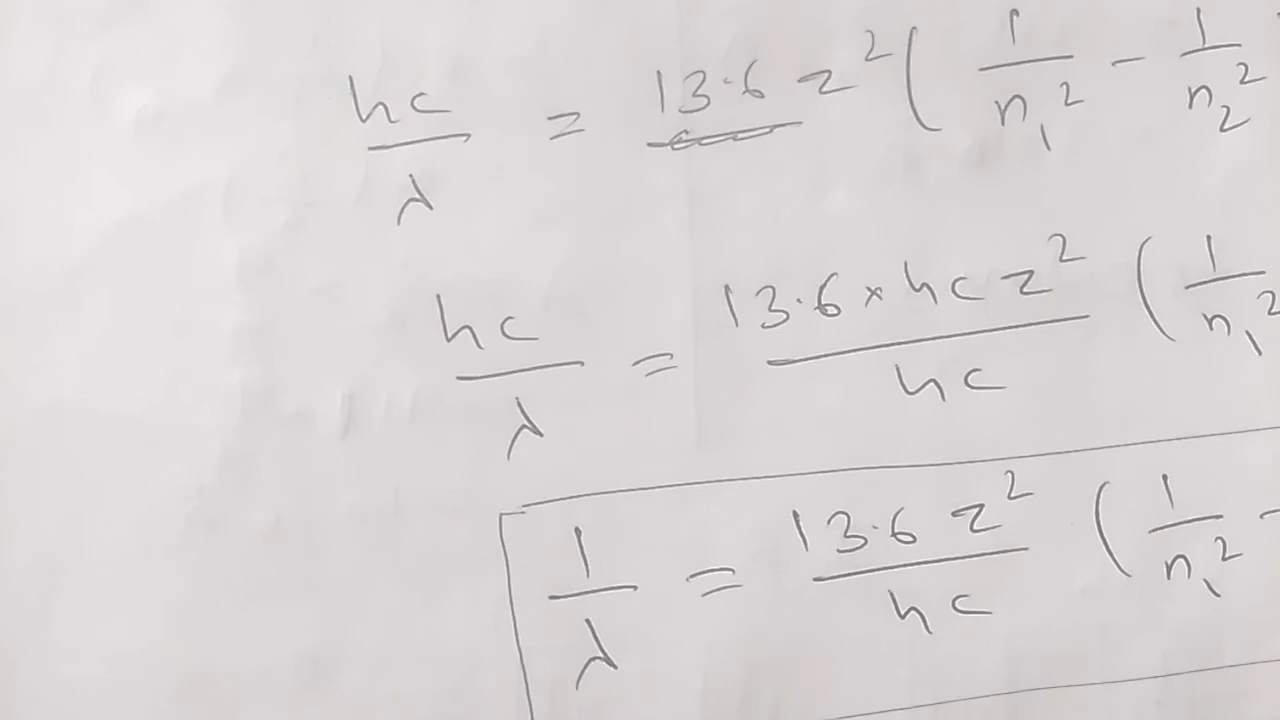 hc/λ = 13.6 z² (1/n₁² - 1/n₂²
hc/λ = 13.6 × hc z²/hc (1/n₁²
1/λ = 13.6 z²/hc (1/n₁² -